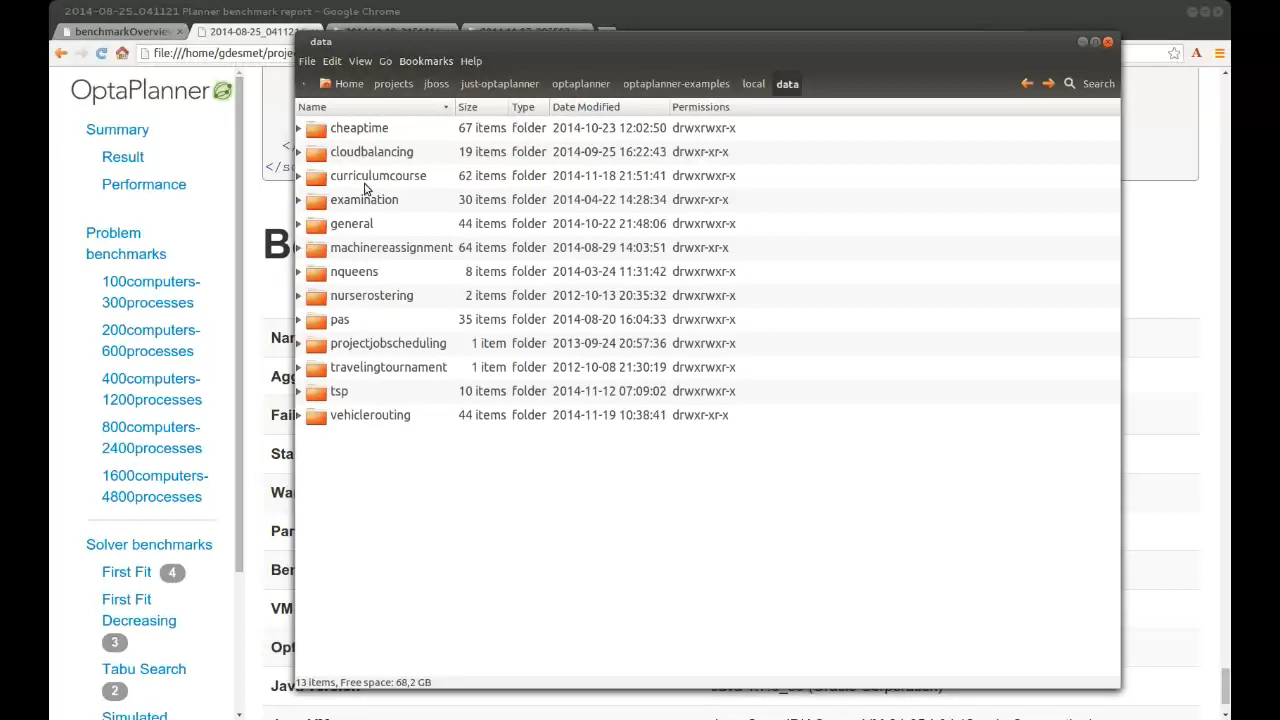 2014-08-25_041121 Planner benchmark report - Google Chrome
benchmarkOvervie
2014-08-25_041121
file:///home/gdesmet/proje
OptaPlanner
Summary
Result
Performance
Problem
benchmarks
100computers-
300processes
200computers-
600processes
400computers-
1200processes
800computers-
2400processes
1600computers-
4800processes
Solver benchmarks
First Fit 4
First Fit
Decreasing
3
Tabu Search
2
Simulated
</
</s
B
Na
Agg
Fail
Sta
Wa
Par
Ben
VM
Opt
data
File Edit View Go Bookmarks Help
Home projects jboss just-optaplanner optaplanner optaplanner-examples local data Search
Name Size Type Date Modified Permissions
cheaptime 67 items folder 2014-10-23 12:02:50 drwxrwxr-x
cloudbalancing 19 items folder 2014-09-25 16:22:43 drwxr-xr-x
curriculumcourse 62 items folder 2014-11-18 21:51:41 drwxr-xr-x
examination 30 items folder 2014-04-22 14:28:34 drwxr-xr-x
general 44 items folder 2014-10-22 21:48:06 drwxrwxr-x
machinereassignment 64 items folder 2014-08-29 14:03:51 drwxr-xr-x
nqueens 8 items folder 2014-03-24 11:31:42 drwxrwxr-x
nurserostering 2 items folder 2012-10-13 20:35:32 drwxrwxr-x
pas 35 items folder 2014-08-20 16:04:33 drwxrwxr-x
projectjobscheduling 1 item folder 2013-09-24 20:57:36 drwxrwxr-x
travelingtournament 1 item folder 2012-10-08 21:30:19 drwxrwxr-x
tsp 10 items folder 2014-11-12 07:09:02 drwxrwxr-x
vehiclerouting 44 items folder 2014-11-19 10:38:41 drwxr-xr-x
13 items, Free space: 68,2 GB